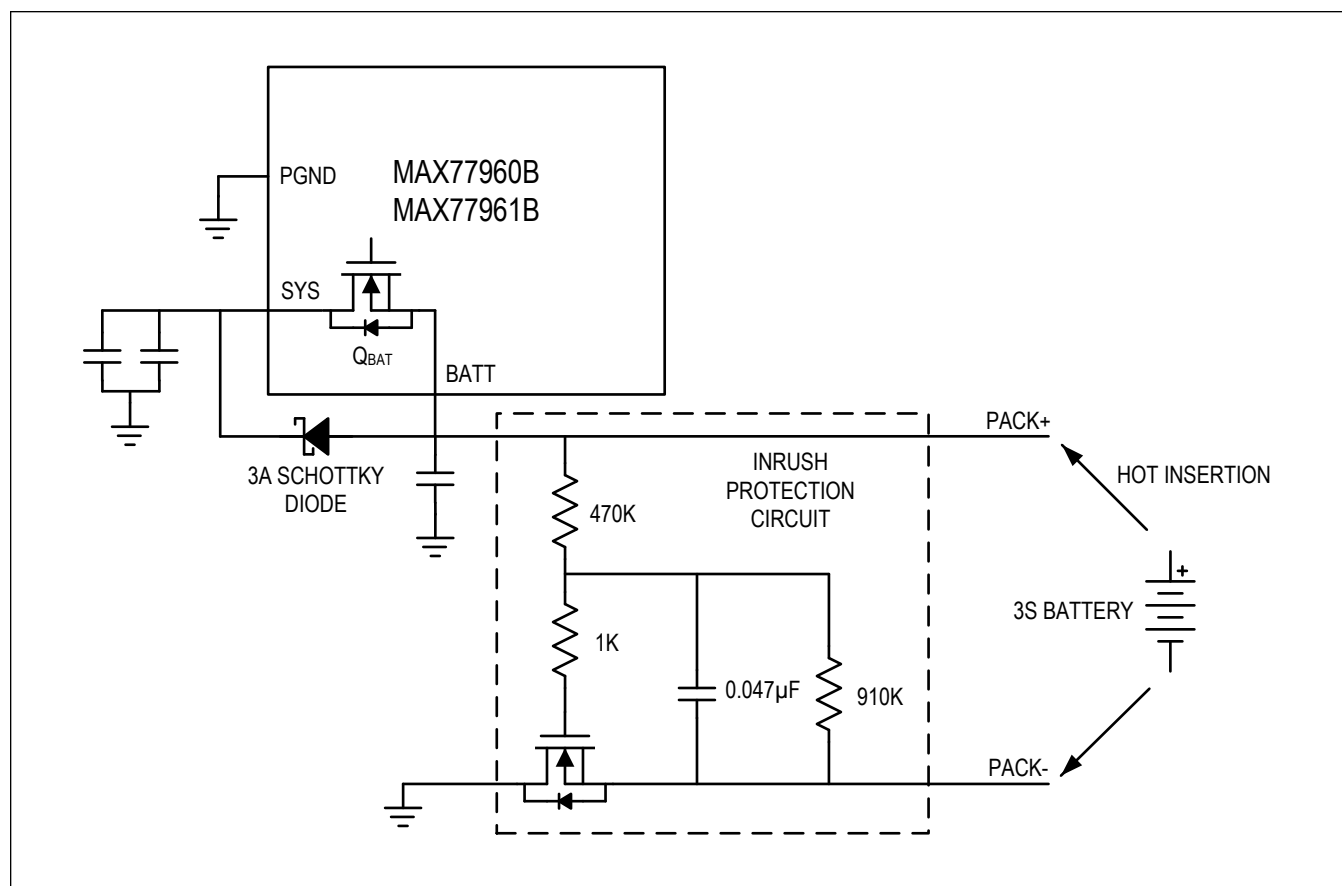 MAX77960B
MAX77961B
PGND
SYS
QBAT
BATT
3A SCHOTTKY
DIODE
INRUSH
PROTECTION
CIRCUIT
470K
1K
0.047µF
910K
PACK+
HOT INSERTION
+
3S BATTERY
PACK-